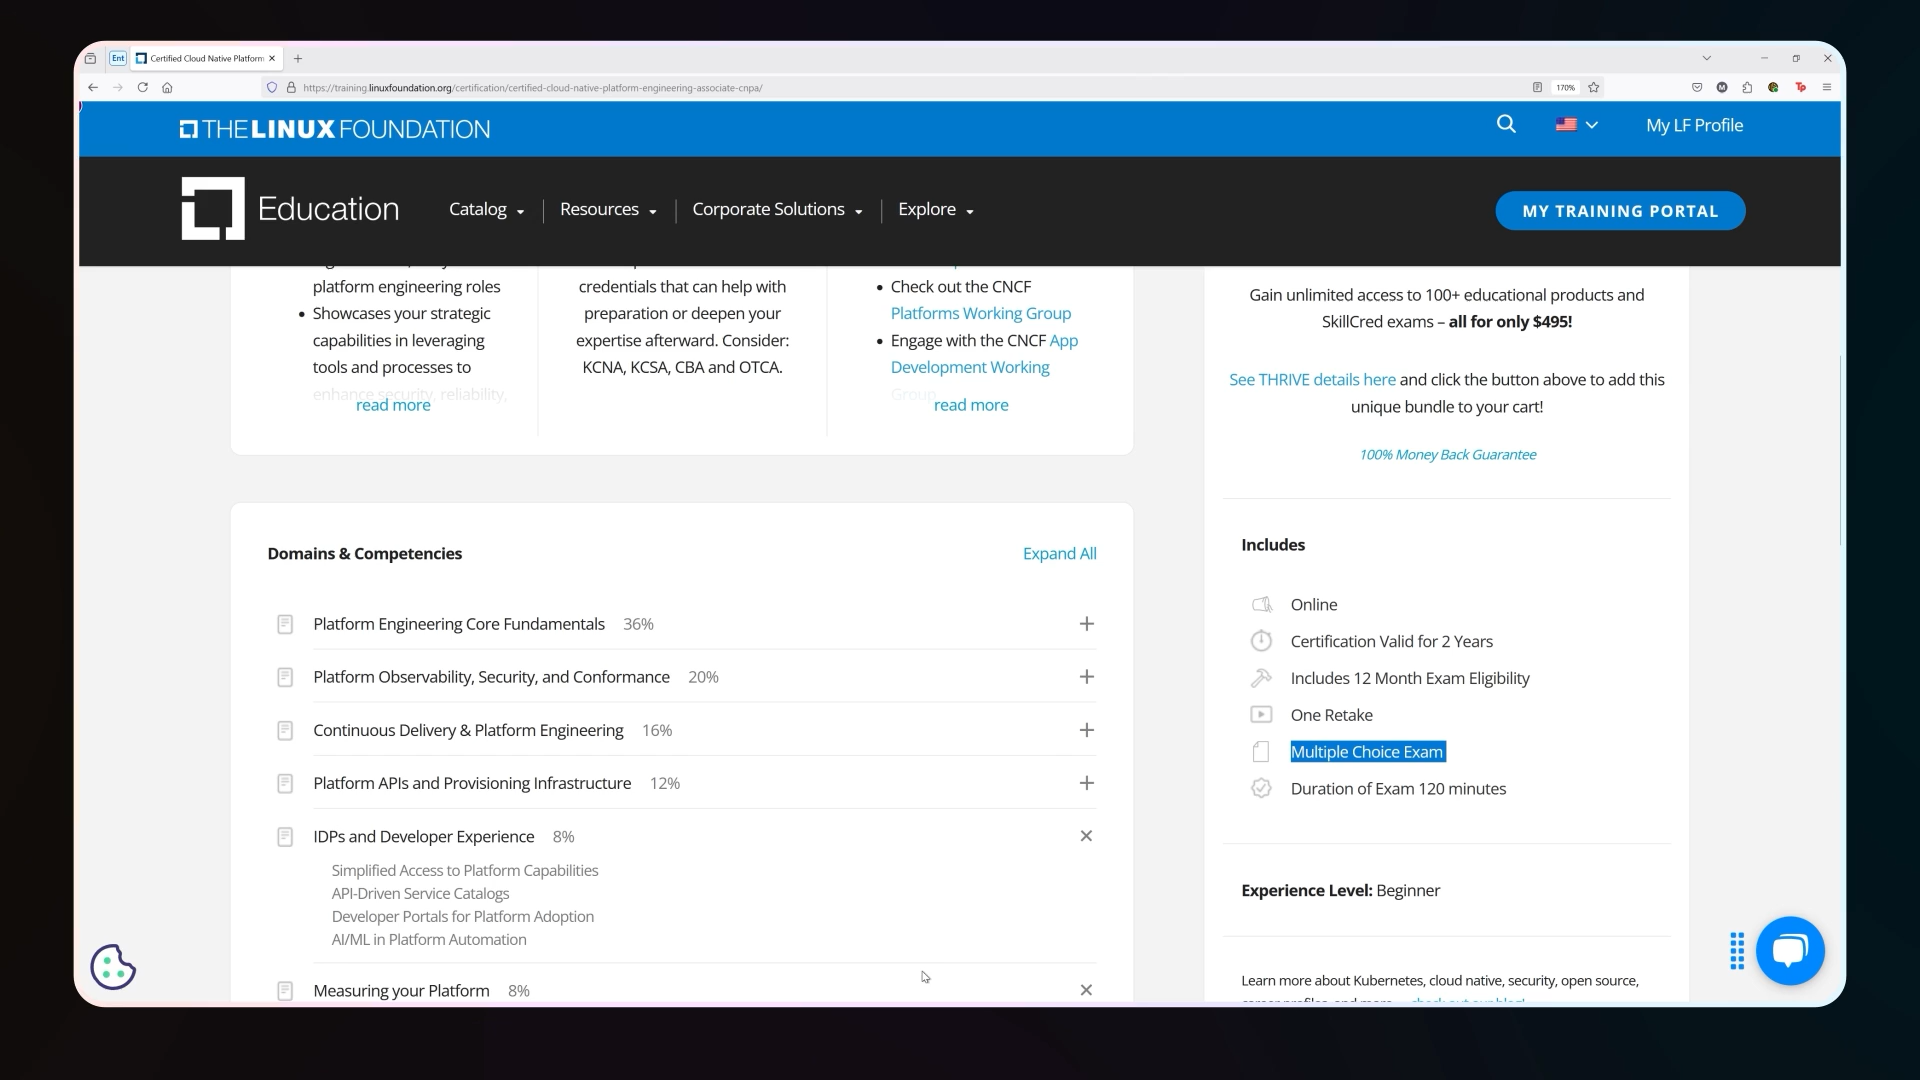 Ent
Certified Cloud Native Platform
https://training.linuxfoundation.org/certification/certified-cloud-native-platform-engineering-associate-cnpa/
170%
M
Tp
THE LINUX FOUNDATION
My LF Profile
Education
Catalog
Resources
Corporate Solutions
Explore
MY TRAINING PORTAL
platform engineering roles
Showcases your strategic
capabilities in leveraging
tools and processes to
enhance security, reliability,
read more
credentials that can help with
preparation or deepen your
expertise afterward. Consider:
KCNA, KCSA, CBA and OTCA.
Check out the CNCF
Platforms Working Group
Engage with the CNCF App
Development Working
Group
read more
Domains & Competencies
Expand All
Platform Engineering Core Fundamentals 36%
Platform Observability, Security, and Conformance 20%
Continuous Delivery & Platform Engineering 16%
Platform APIs and Provisioning Infrastructure 12%
IDPs and Developer Experience 8%
Simplified Access to Platform Capabilities
API-Driven Service Catalogs
Developer Portals for Platform Adoption
AI/ML in Platform Automation
Measuring your Platform 8%
Gain unlimited access to 100+ educational products and
SkillCred exams – all for only $495!
See THRIVE details here and click the button above to add this
unique bundle to your cart!
100% Money Back Guarantee
Includes
Online
Certification Valid for 2 Years
Includes 12 Month Exam Eligibility
One Retake
Multiple Choice Exam
Duration of Exam 120 minutes
Experience Level: Beginner
Learn more about Kubernetes, cloud native, security, open source,